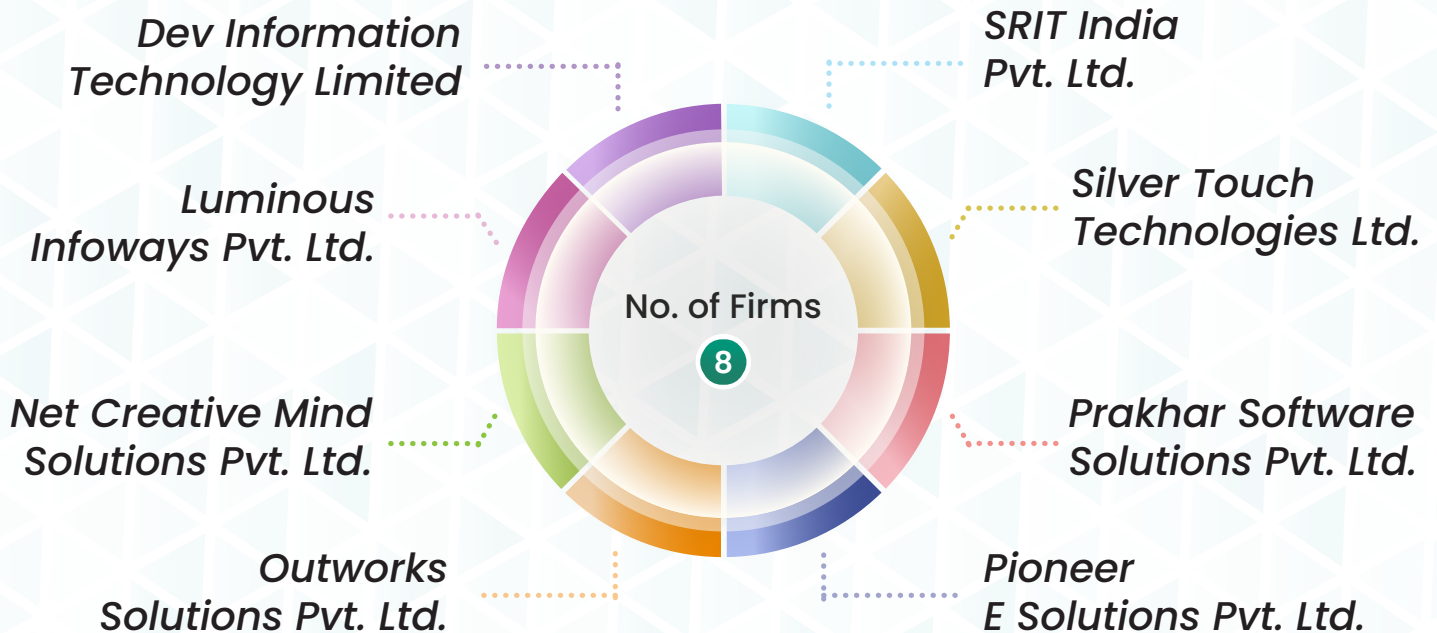 Dev Information
Technology Limited
SRIT India
Pvt. Ltd.
Luminous
Infoways Pvt. Ltd.
Silver Touch
Technologies Ltd.
No. of Firms
8
Net Creative Mind
Solutions Pvt. Ltd.
Prakhar Software
Solutions Pvt. Ltd.
Outworks
Solutions Pvt. Ltd.
Pioneer
E Solutions Pvt. Ltd.